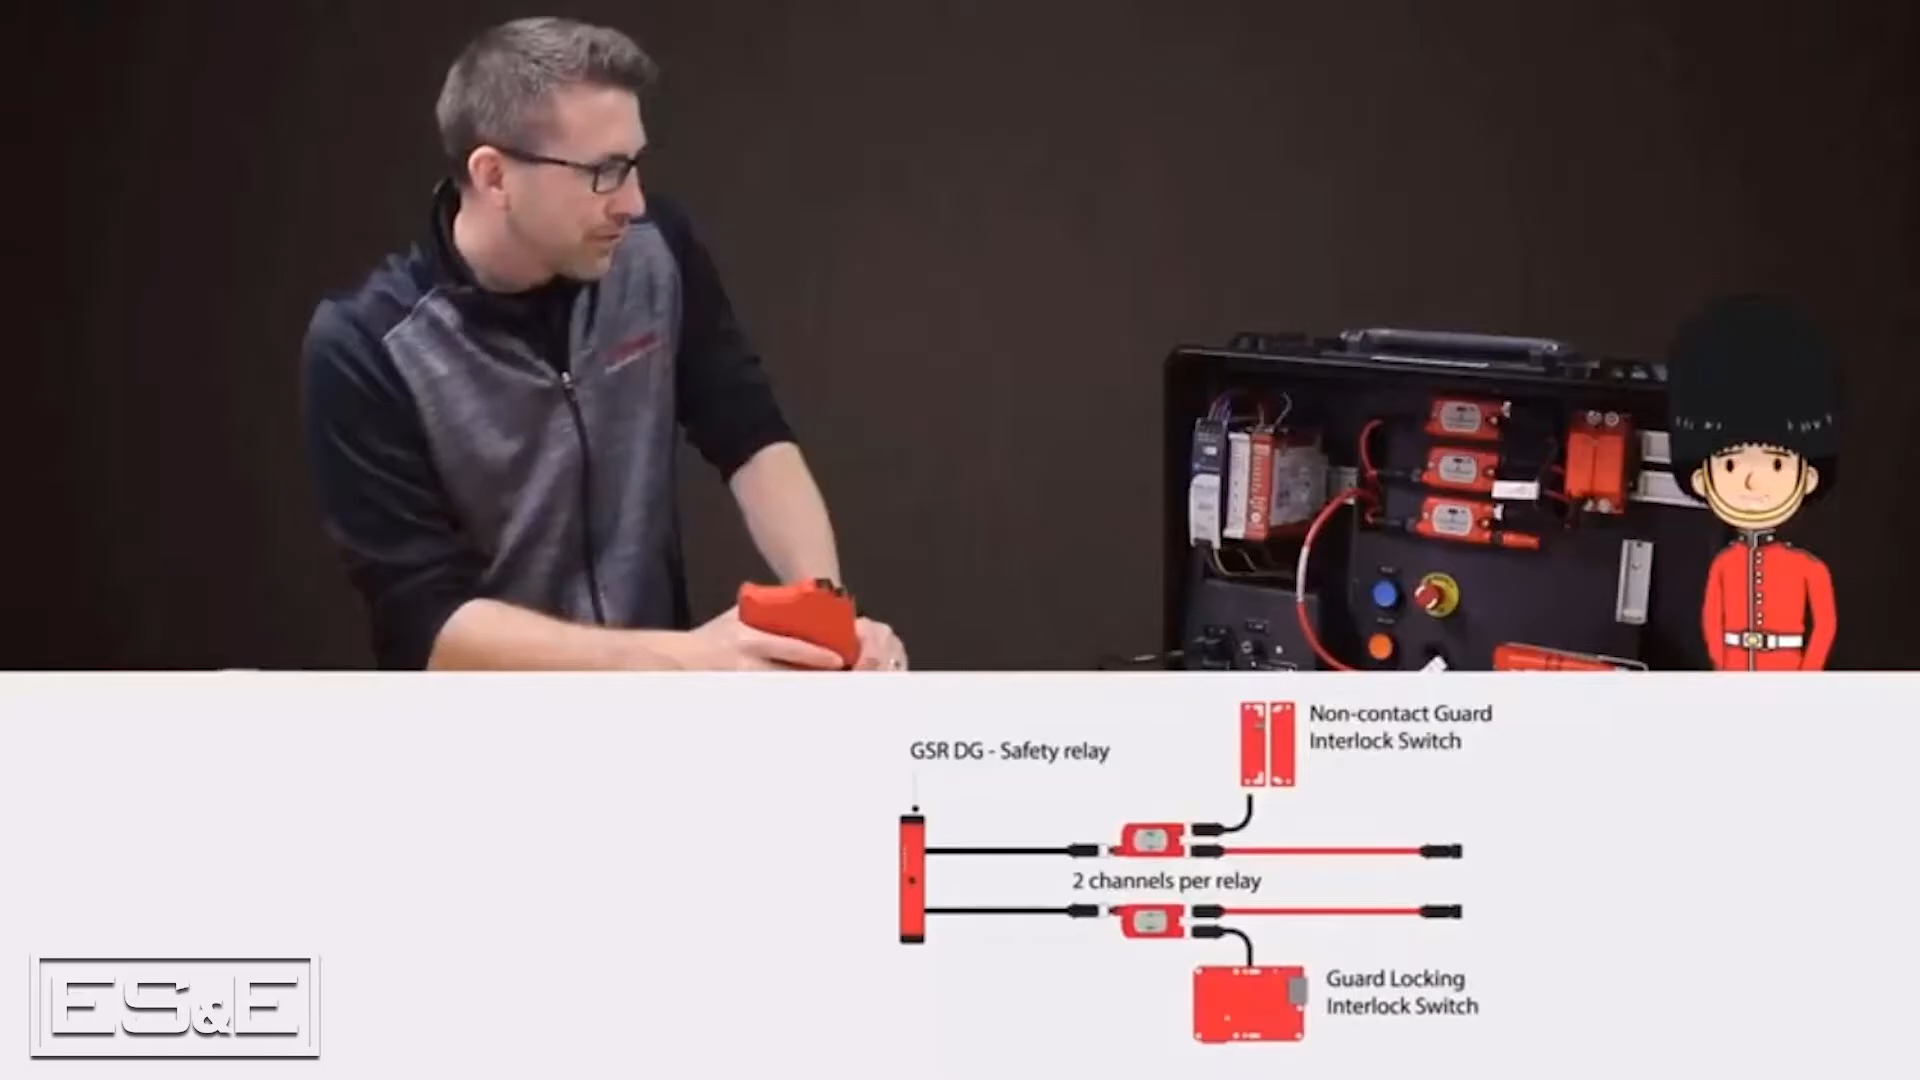 GSR DG - Safety relay
Non-contact Guard
Interlock Switch
2 channels per relay
Guard Locking
Interlock Switch
ES&E